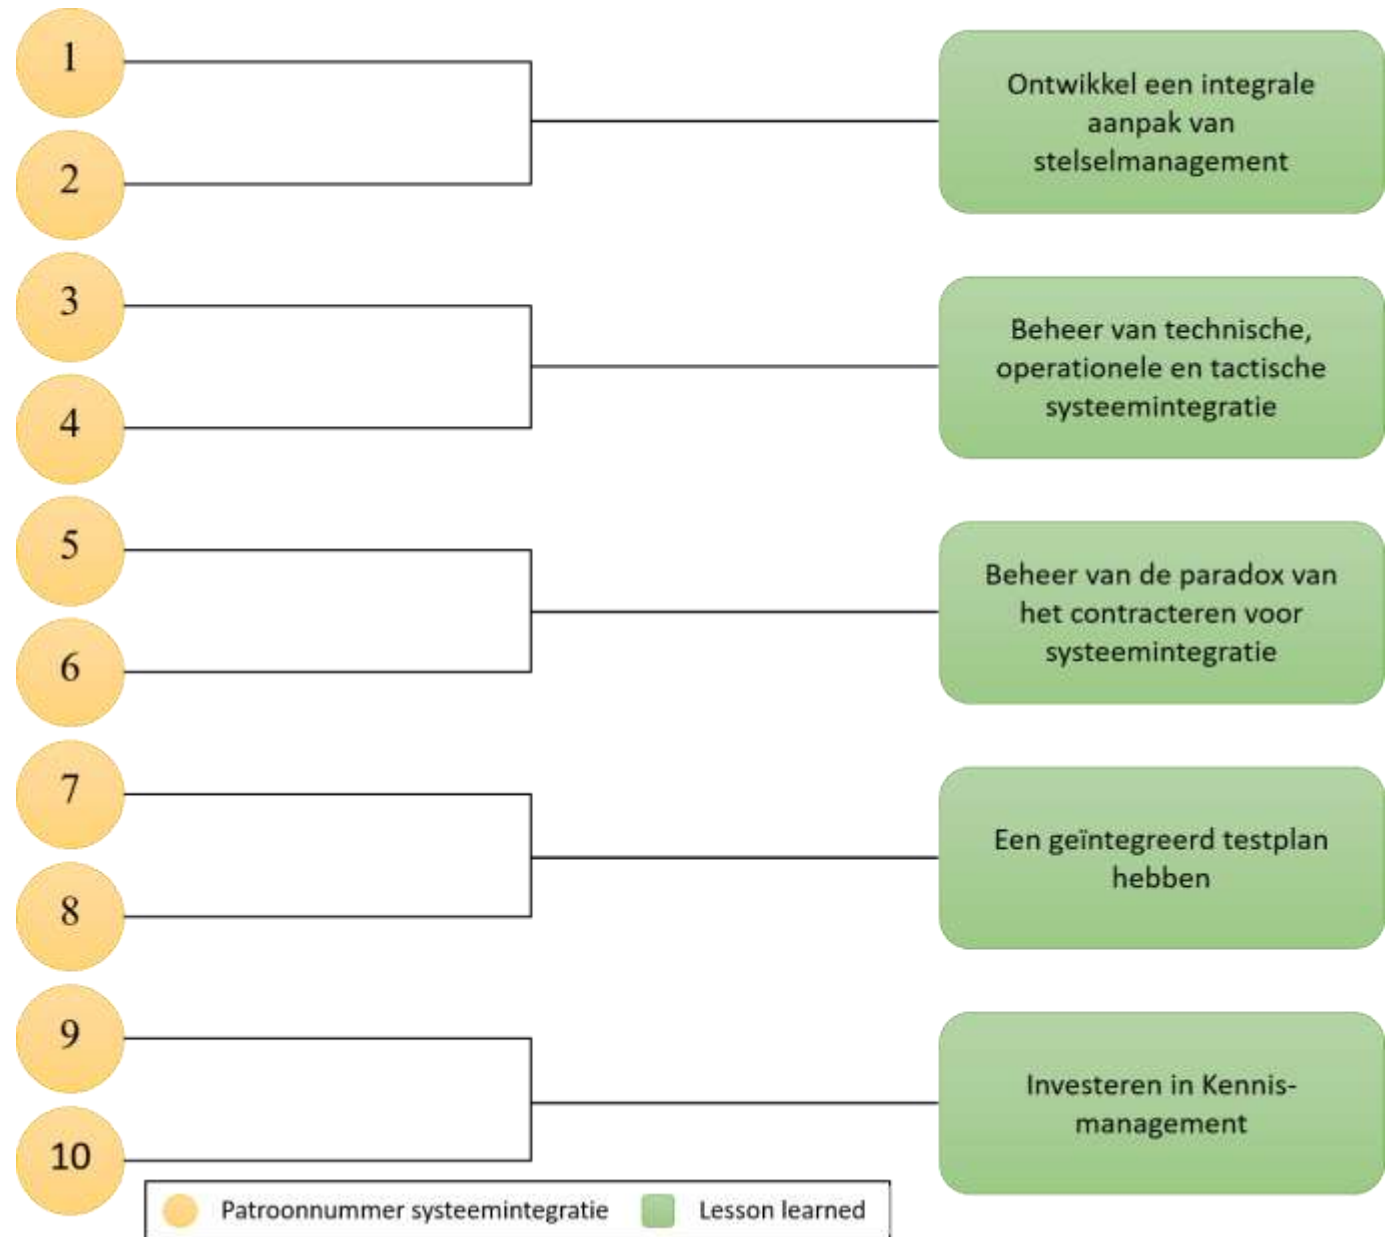 1
Ontwikkel een integrale
aanpak van
stelselmanagement
2
3
Beheer van technische,
operationele en tactische
systeemintegratie
4
5
Beheer van de paradox van
het contracteren voor
systeemintegratie
6
7
Een geïntegreerd testplan
hebben
8
9
Investeren in Kennis-
management
10
Patroonnummer systeemintegratie
Lesson learned